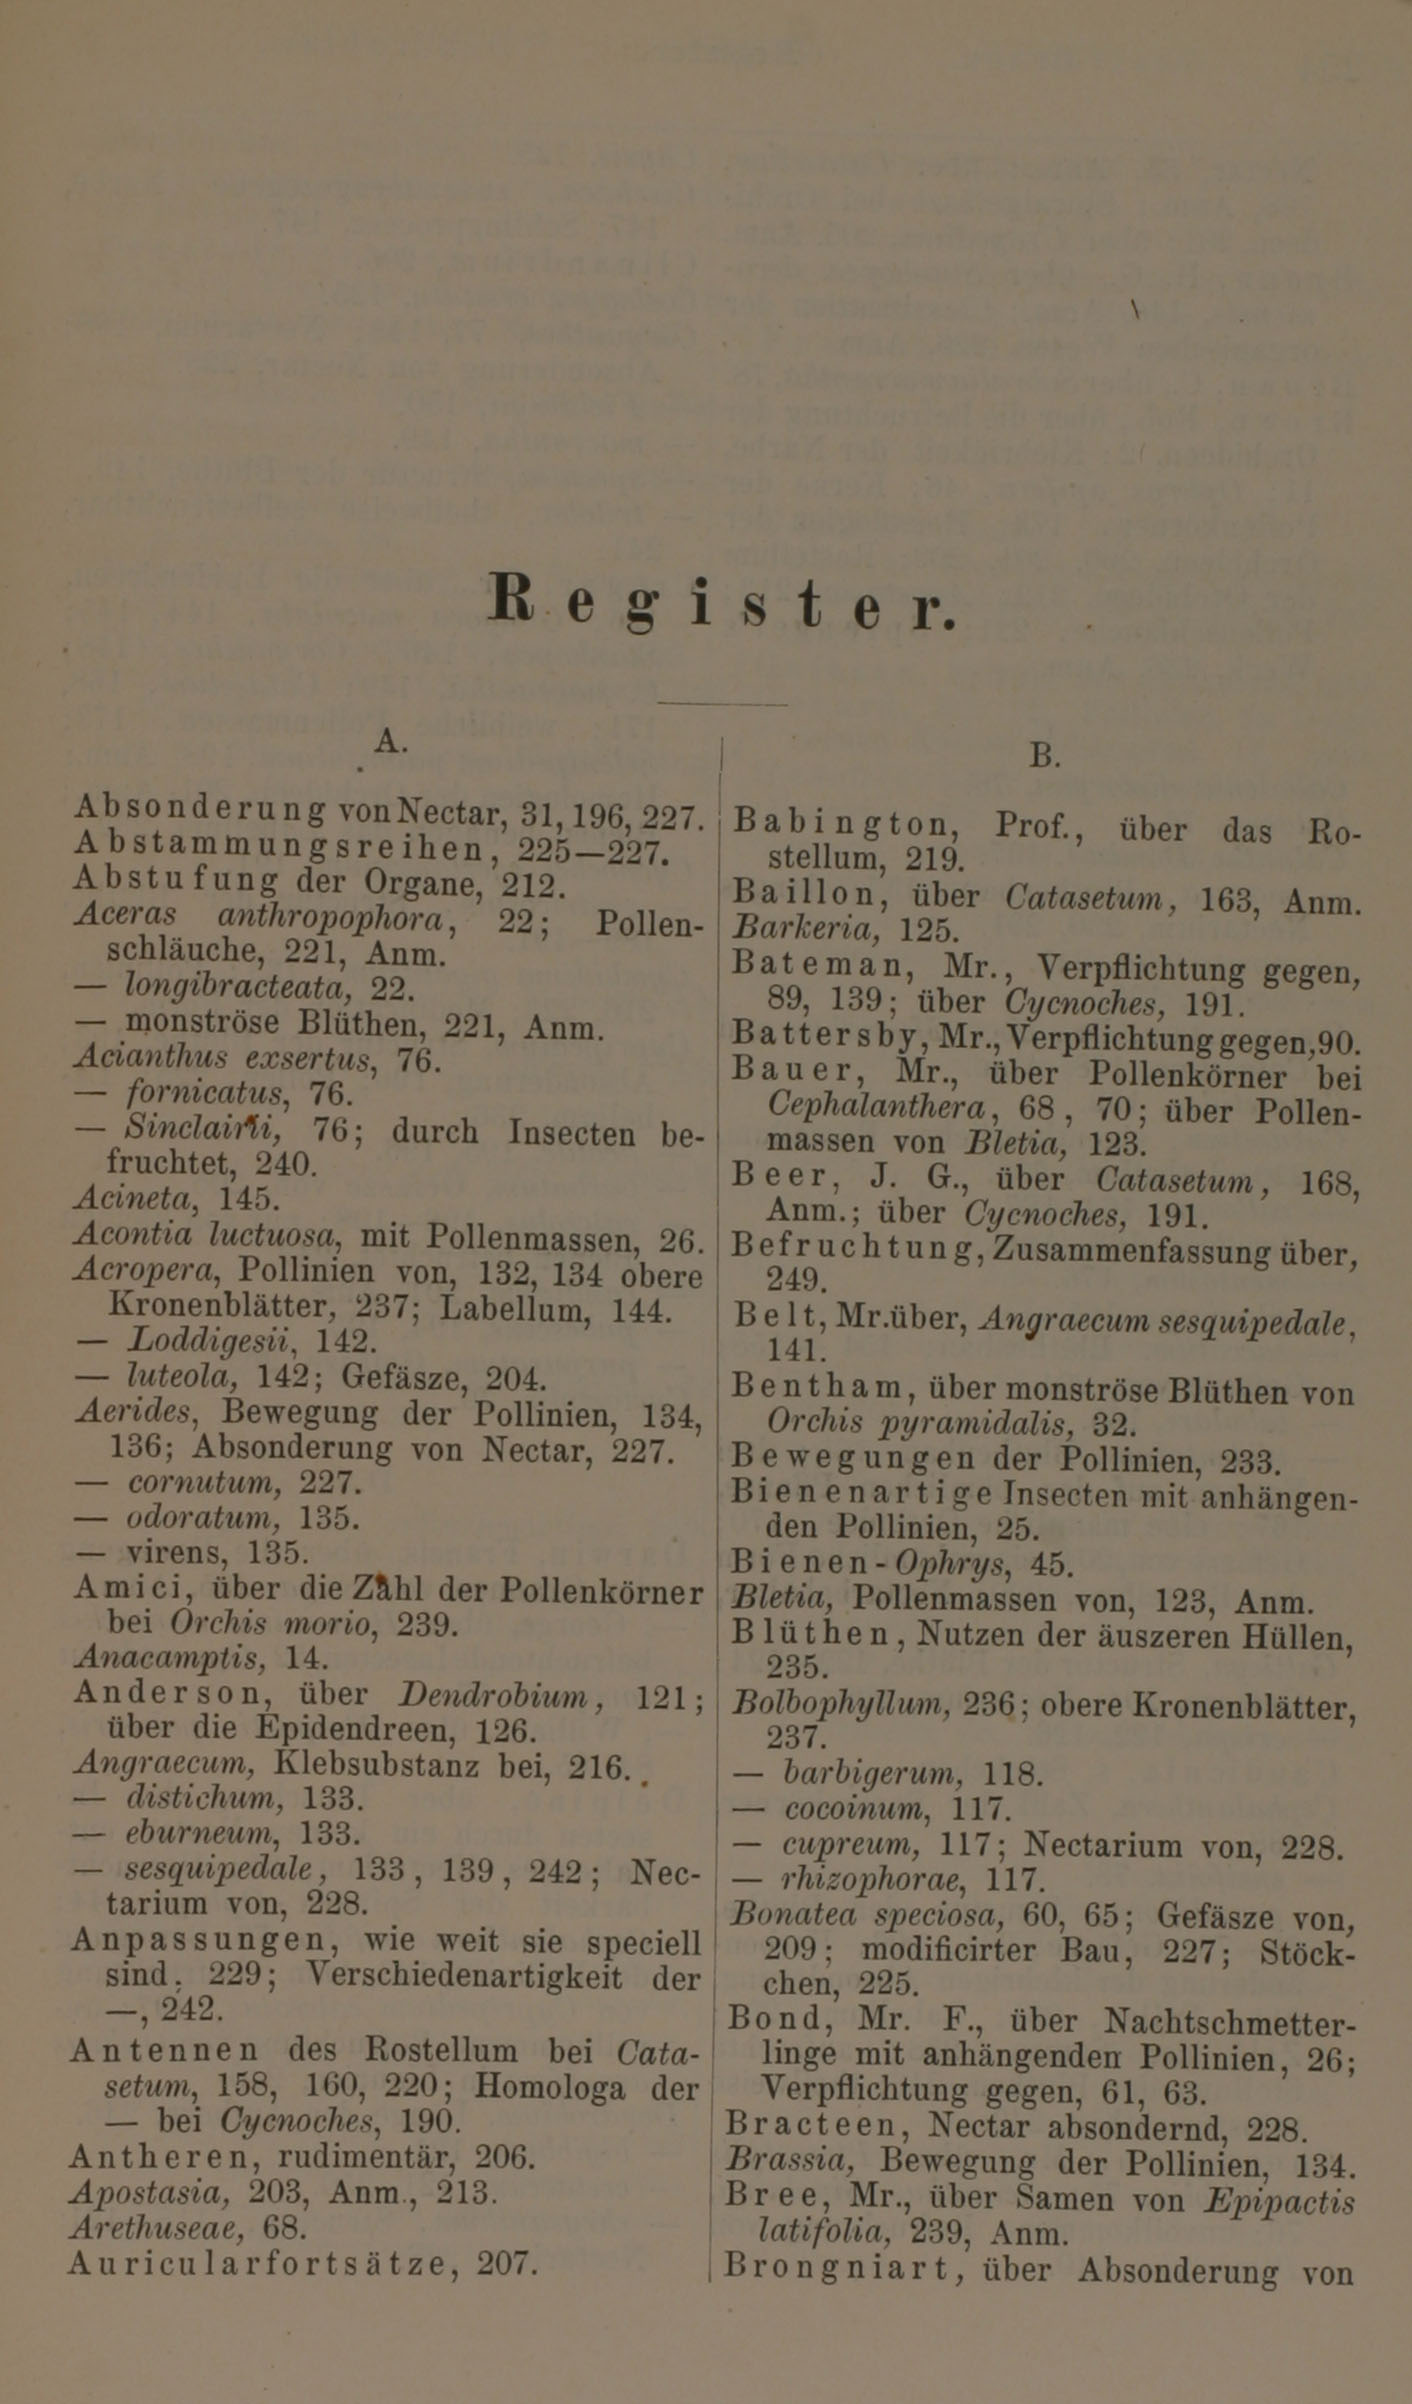 Register.
A.
Absonderung von Nectar, 31, 196, 227.
Abstammungsreihen, 225—227.
Abstufung der Organe, 212.
Aceras anthropophora, 22; Pollen-
schläuche, 221, Anm.
— longibracteata, 22.
— monströse Blüthen, 221, Anm.
Acianthus exsertus, 76.
— fornicatus, 76.
— Sinclairii, 76; durch Insecten be-
fruchtet, 240.
Acineta, 145.
Acontia luctuosa, mit Pollenmassen, 26.
Acropera, Pollinien von, 132, 134 obere
Kronenblätter, 237; Labellum, 144.
— Loddigesii, 142.
— luteola, 142; Gefäsze, 204.
Aerides, Bewegung der Pollinien, 134,
136; Absonderung von Nectar, 227.
— cornutum, 227.
— odoratum, 135.
— virens, 135.
Amici, über die Zahl der Pollenkörner
bei Orchis morio, 239.
Anacamptis, 14.
Anderson, über Dendrobium, 121;
über die Epidendreen, 126.
Angraecum, Klebsubstanz bei, 216.
— distichum, 133.
— eburneum, 133.
— sesquipedale, 133, 139, 242; Nec-
tarium von, 228.
Anpassungen, wie weit sie speciell
sind, 229; Verschiedenartigkeit der
—, 242.
Antennen des Rostellum bei Cata-
setum, 158, 160, 220; Homologa der
— bei Cycnoches, 190.
Antheren, rudimentär, 206.
Apostasia, 203, Anm., 213.
Arethuseae, 68.
Auricularfortsätze, 207.
B.
Babington, Prof., über das Ro-
stellum, 219.
Baillon, über Catasetum, 163, Anm.
Barkeria, 125.
Bateman, Mr., Verpflichtung gegen,
89, 139; über Cycnoches, 191.
Battersby, Mr., Verpflichtung gegen, 90.
Bauer, Mr., über Pollenkörner bei
Cephalanthera, 68, 70; über Pollen-
massen von Bletia, 123.
Beer, J. G., über Catasetum, 168,
Anm.; über Cycnoches, 191.
Befruchtung, Zusammenfassung über,
249.
Belt, Mr. über, Angraecum sesquipedale,
141.
Bentham, über monströse Blüthen von
Orchis pyramidalis, 32.
Bewegungen der Pollinien, 233.
Bienenartige Insecten mit anhängen-
den Pollinien, 25.
Bienen-Ophrys, 45.
Bletia, Pollenmassen von, 123, Anm.
Blüthen, Nutzen der äuszeren Hüllen,
235.
Bolbophyllum, 236; obere Kronenblätter,
237.
— barbigerum, 118.
— cocoinum, 117.
— cupreum, 117; Nectarium von, 228.
— rhizophorae, 117.
Bonatea speciosa, 60, 65; Gefäsze von,
209; modificirter Bau, 227; Stöck-
chen, 225.
Bond, Mr. F., über Nachtschmetter-
linge mit anhängenden Pollinien, 26;
Verpflichtung gegen, 61, 63.
Bracteen, Nectar absondernd, 228.
Brassia, Bewegung der Pollinien, 134.
Bree, Mr., über Samen von Epipactis
latifolia, 239, Anm.
Brongniart, über Absonderung von